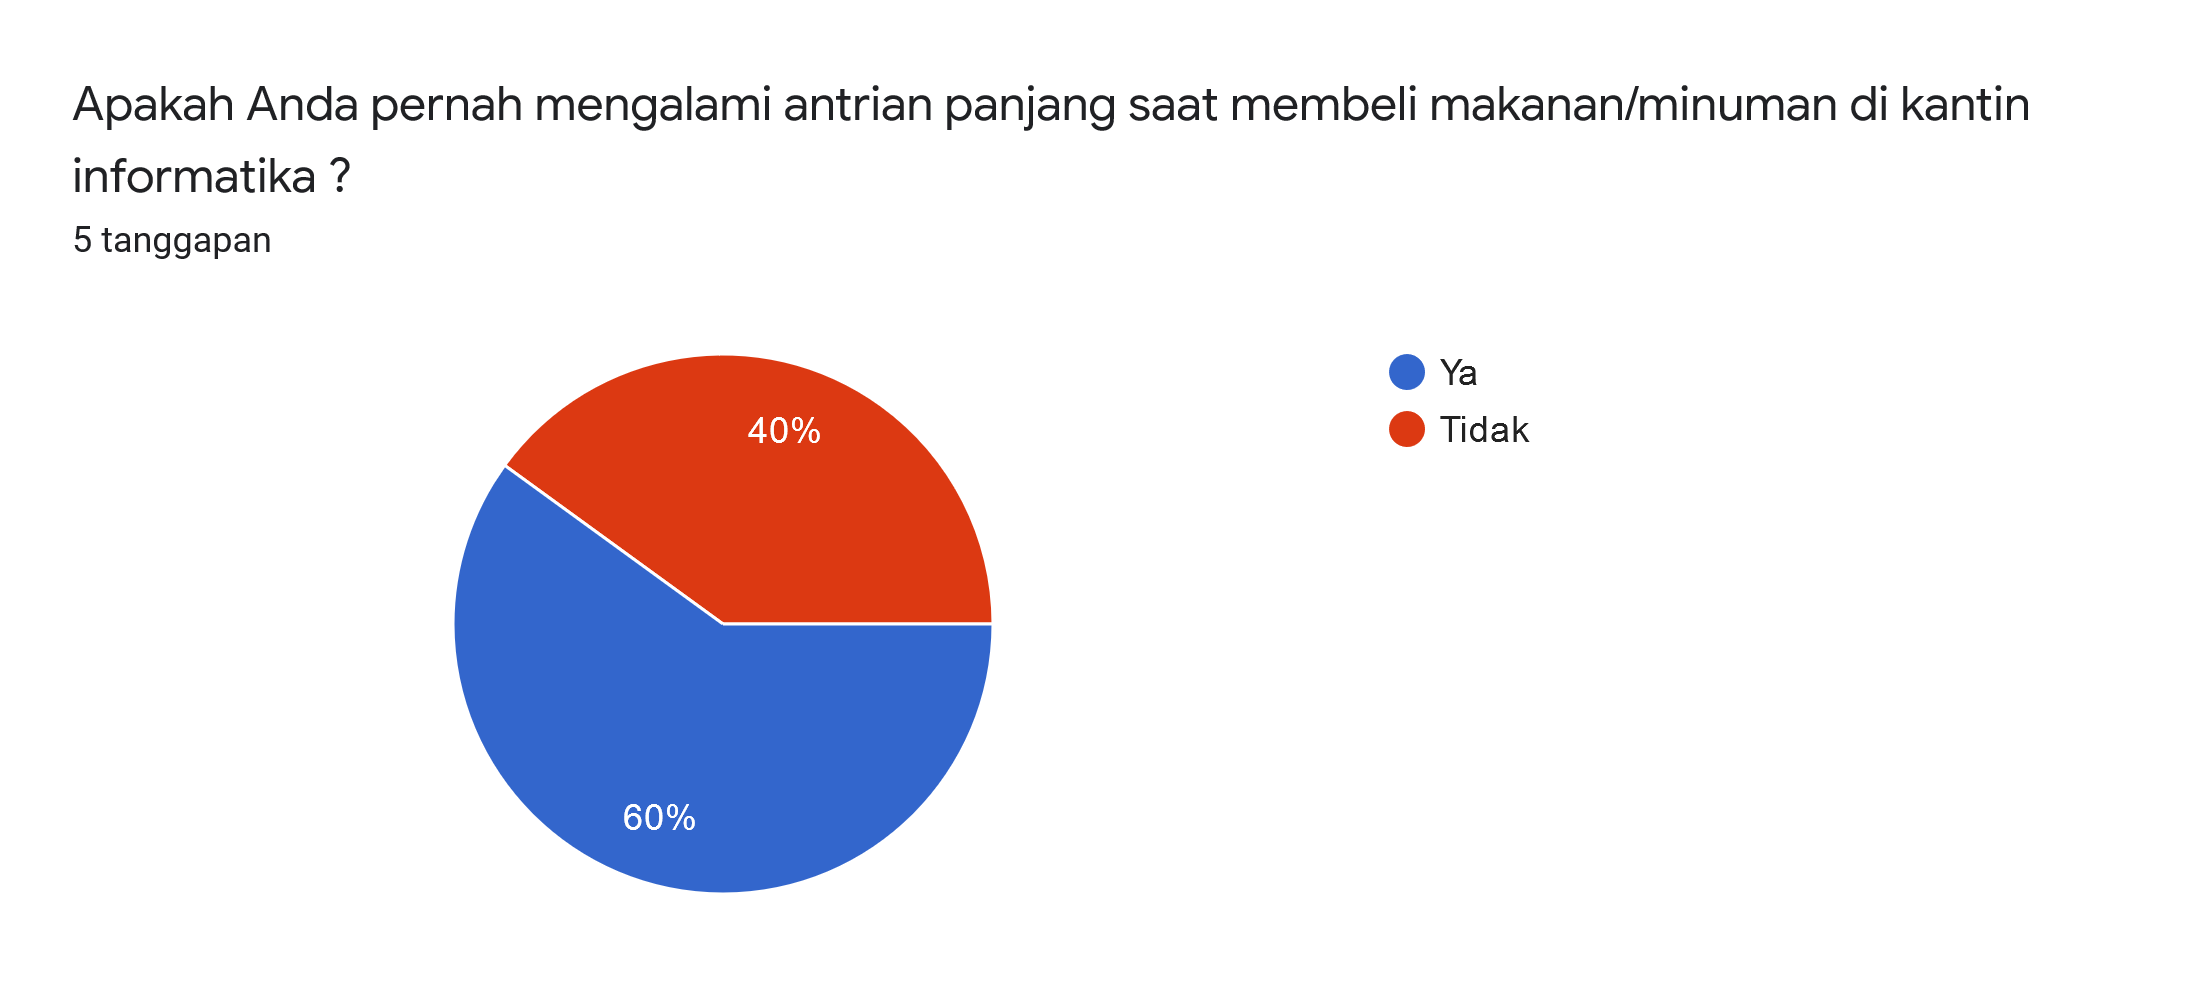 Apakah Anda pernah mengalami antrian panjang saat membeli makanan/minuman di kantin
informatika ?
5 tanggapan
Ya
Tidak
40%
60%